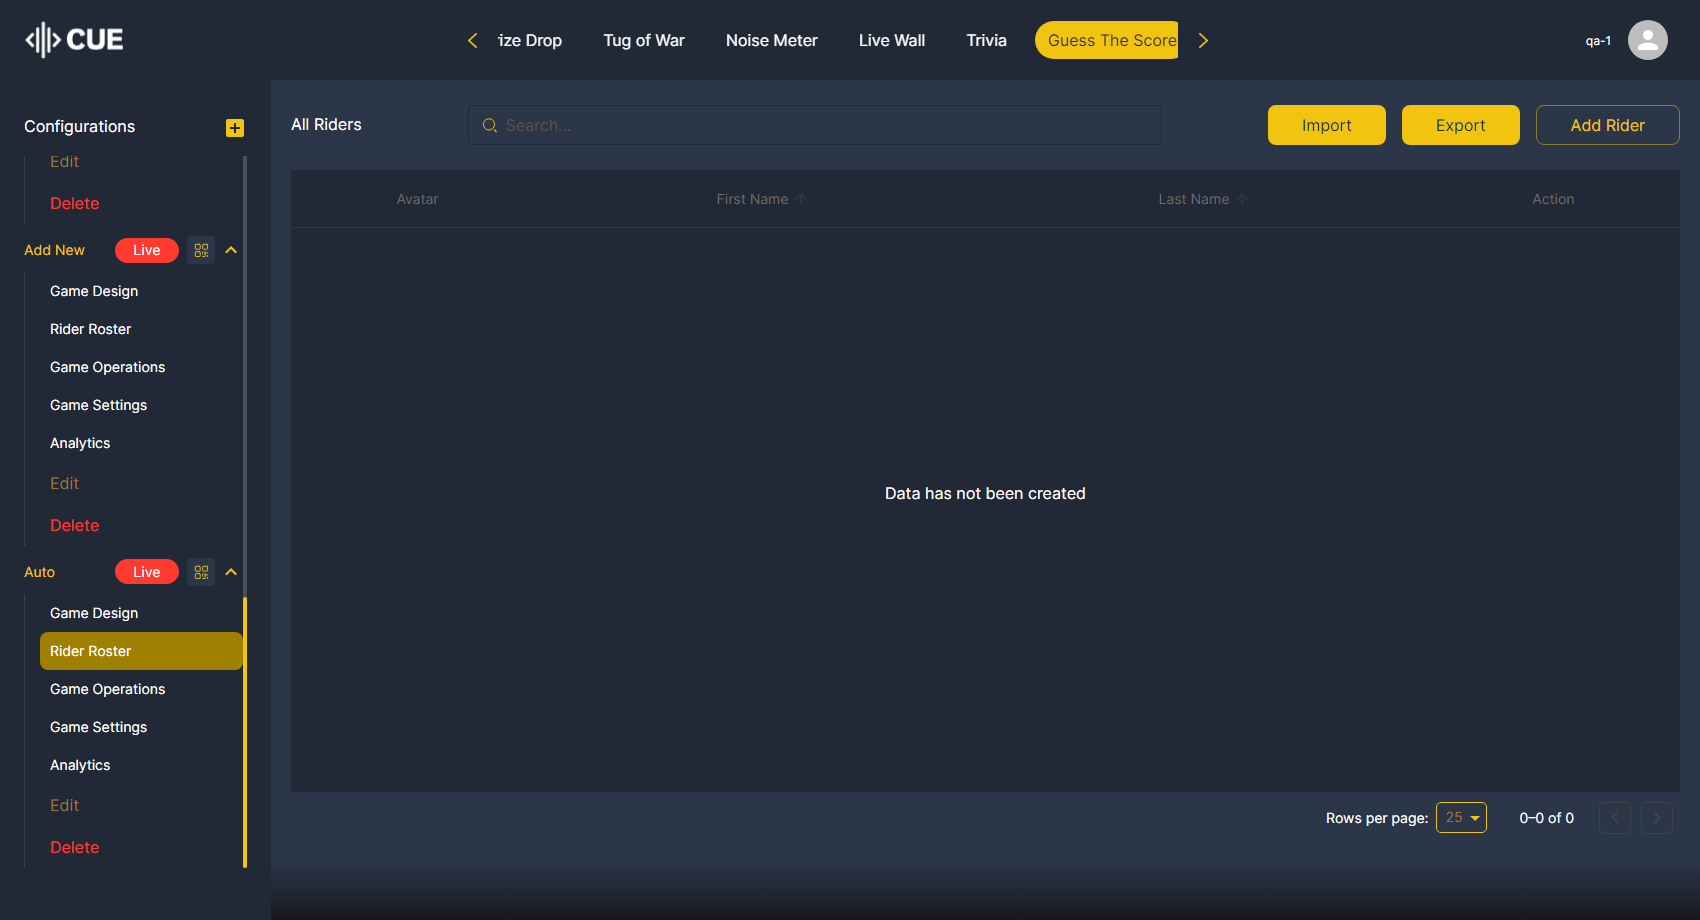 CUE
ize Drop
Tug of War
Noise Meter
Live Wall
Trivia
Guess The Score
qa-1
Configurations
Edit
Delete
Add New
Live
Game Design
Rider Roster
Game Operations
Game Settings
Analytics
Edit
Delete
Auto
Live
Game Design
Rider Roster
Game Operations
Game Settings
Analytics
Edit
Delete
All Riders
Search...
Import
Export
Add Rider
Avatar
First Name
Last Name
Action
Data has not been created
Rows per page:
25
0–0 of 0